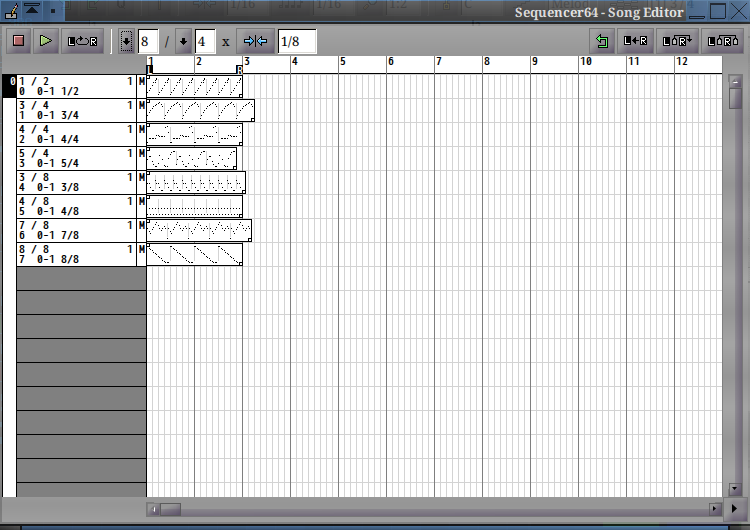 Sequencer64 - Song Editor
L R 8 / 4 x 1/8 L R L R L R
1 2 3 4 5 6 7 8 9 10 11 12
L R
0 1 / 2 1 M
0 0-1 1/2
3 / 4 1 M
1 0-1 3/4
4 / 4 1 M
2 0-1 4/4
5 / 4 1 M
3 0-1 5/4
3 / 8 1 M
4 0-1 3/8
4 / 8 1 M
5 0-1 4/8
7 / 8 1 M
6 0-1 7/8
8 / 8 1 M
7 0-1 8/8